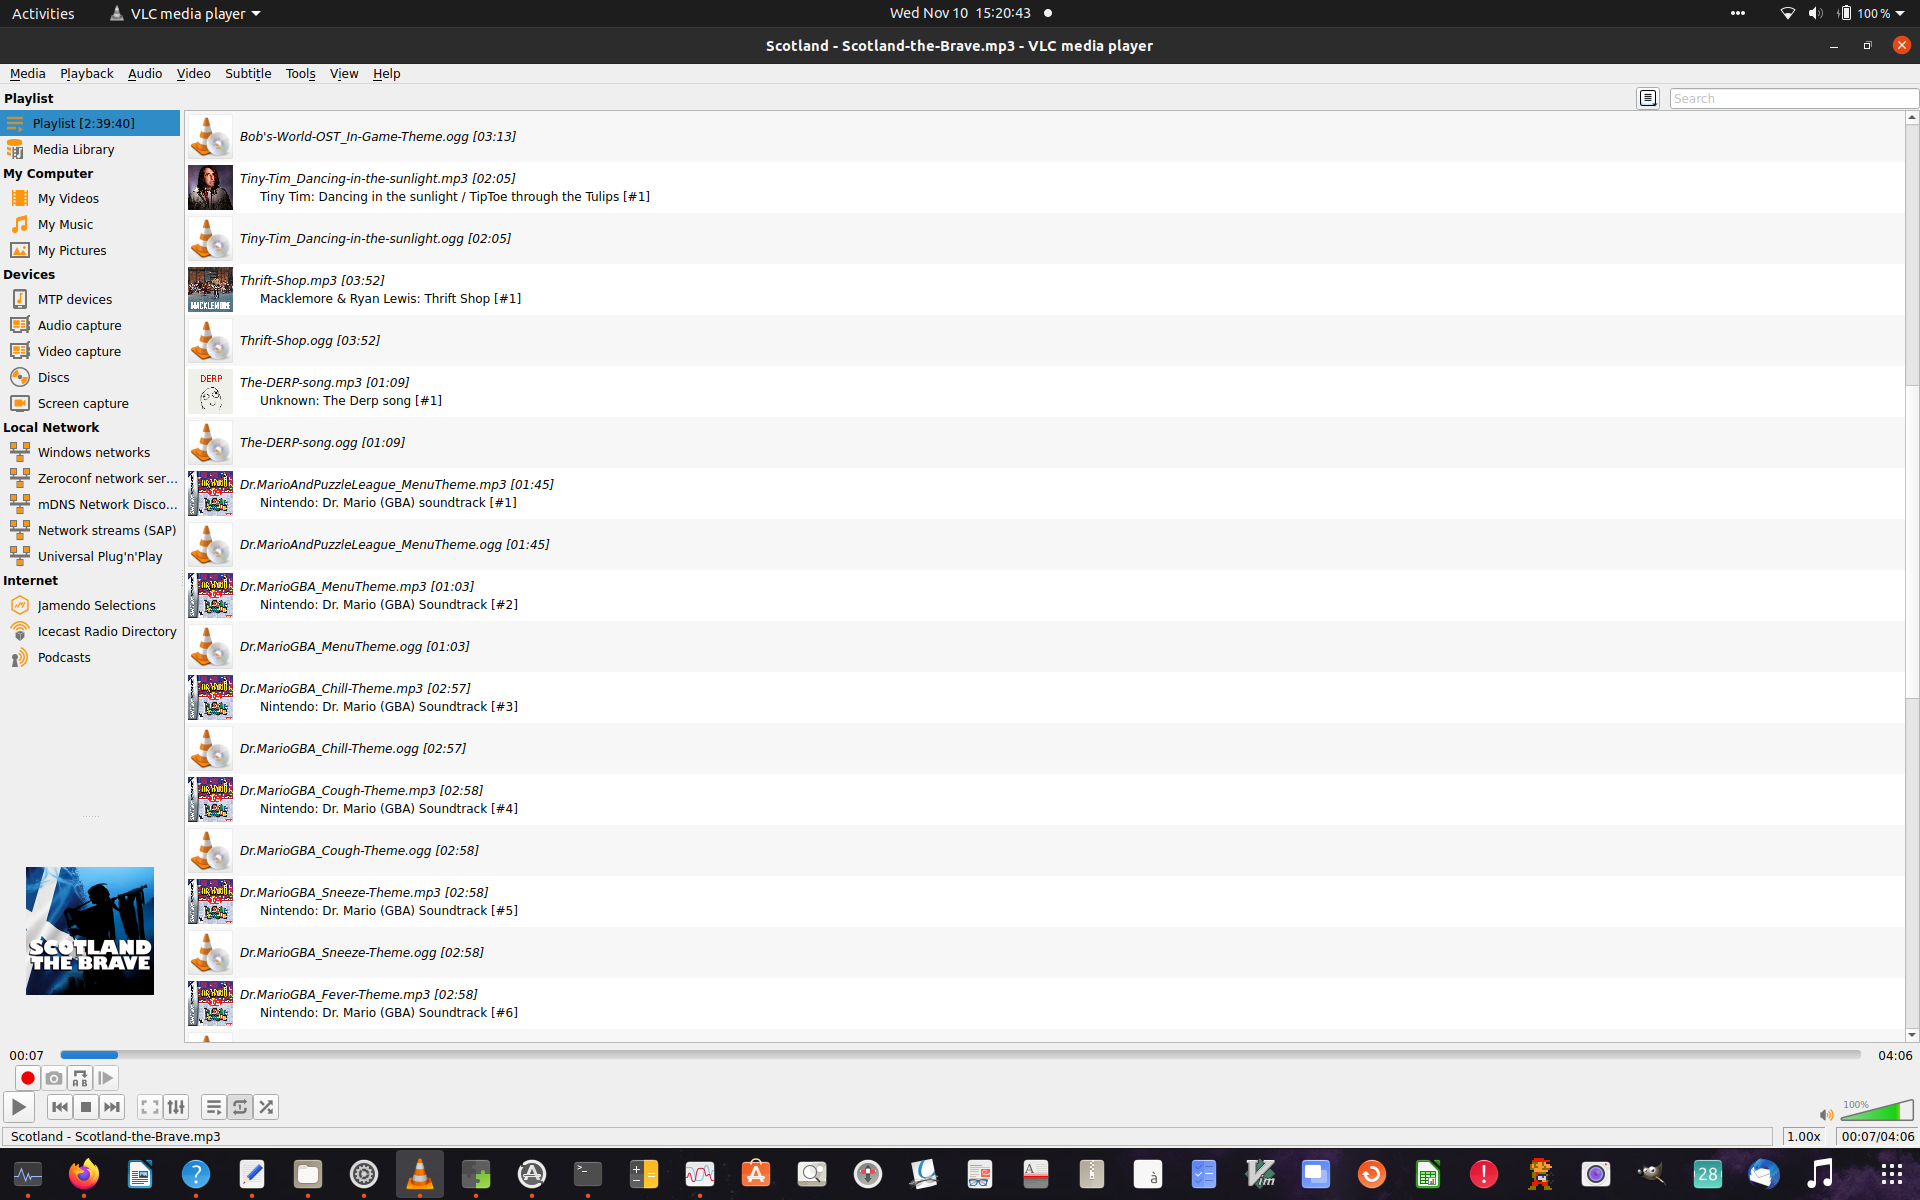 Activities
VLC media player
Wed Nov 10 15:20:43
100 %
Scotland - Scotland-the-Brave.mp3 - VLC media player
Media Playback Audio Video Subtitle Tools View Help
Playlist
Search
Playlist [2:39:40]
Media Library
My Computer
My Videos
My Music
My Pictures
Devices
MTP devices
Audio capture
Video capture
Discs
Screen capture
Local Network
Windows networks
Zeroconf network ser...
mDNS Network Disco...
Network streams (SAP)
Universal Plug'n'Play
Internet
Jamendo Selections
Icecast Radio Directory
Podcasts
SCOTLAND
THE BRAVE
Bob's-World-OST_In-Game-Theme.ogg [03:13]
Tiny-Tim_Dancing-in-the-sunlight.mp3 [02:05]
Tiny Tim: Dancing in the sunlight / TipToe through the Tulips [#1]
Tiny-Tim_Dancing-in-the-sunlight.ogg [02:05]
MACKLEMORE
Thrift-Shop.mp3 [03:52]
Macklemore & Ryan Lewis: Thrift Shop [#1]
Thrift-Shop.ogg [03:52]
DERP
The-DERP-song.mp3 [01:09]
Unknown: The Derp song [#1]
The-DERP-song.ogg [01:09]
Dr.MarioAndPuzzleLeague_MenuTheme.mp3 [01:45]
Nintendo: Dr. Mario (GBA) soundtrack [#1]
Dr.MarioAndPuzzleLeague_MenuTheme.ogg [01:45]
Dr.MarioGBA_MenuTheme.mp3 [01:03]
Nintendo: Dr. Mario (GBA) Soundtrack [#2]
Dr.MarioGBA_MenuTheme.ogg [01:03]
Dr.MarioGBA_Chill-Theme.mp3 [02:57]
Nintendo: Dr. Mario (GBA) Soundtrack [#3]
Dr.MarioGBA_Chill-Theme.ogg [02:57]
Dr.MarioGBA_Cough-Theme.mp3 [02:58]
Nintendo: Dr. Mario (GBA) Soundtrack [#4]
Dr.MarioGBA_Cough-Theme.ogg [02:58]
Dr.MarioGBA_Sneeze-Theme.mp3 [02:58]
Nintendo: Dr. Mario (GBA) Soundtrack [#5]
Dr.MarioGBA_Sneeze-Theme.ogg [02:58]
Dr.MarioGBA_Fever-Theme.mp3 [02:58]
Nintendo: Dr. Mario (GBA) Soundtrack [#6]
00:07
04:06
A B
100%
Scotland - Scotland-the-Brave.mp3
1.00x
00:07/04:06
?
>_
A
à
Vim
!
28